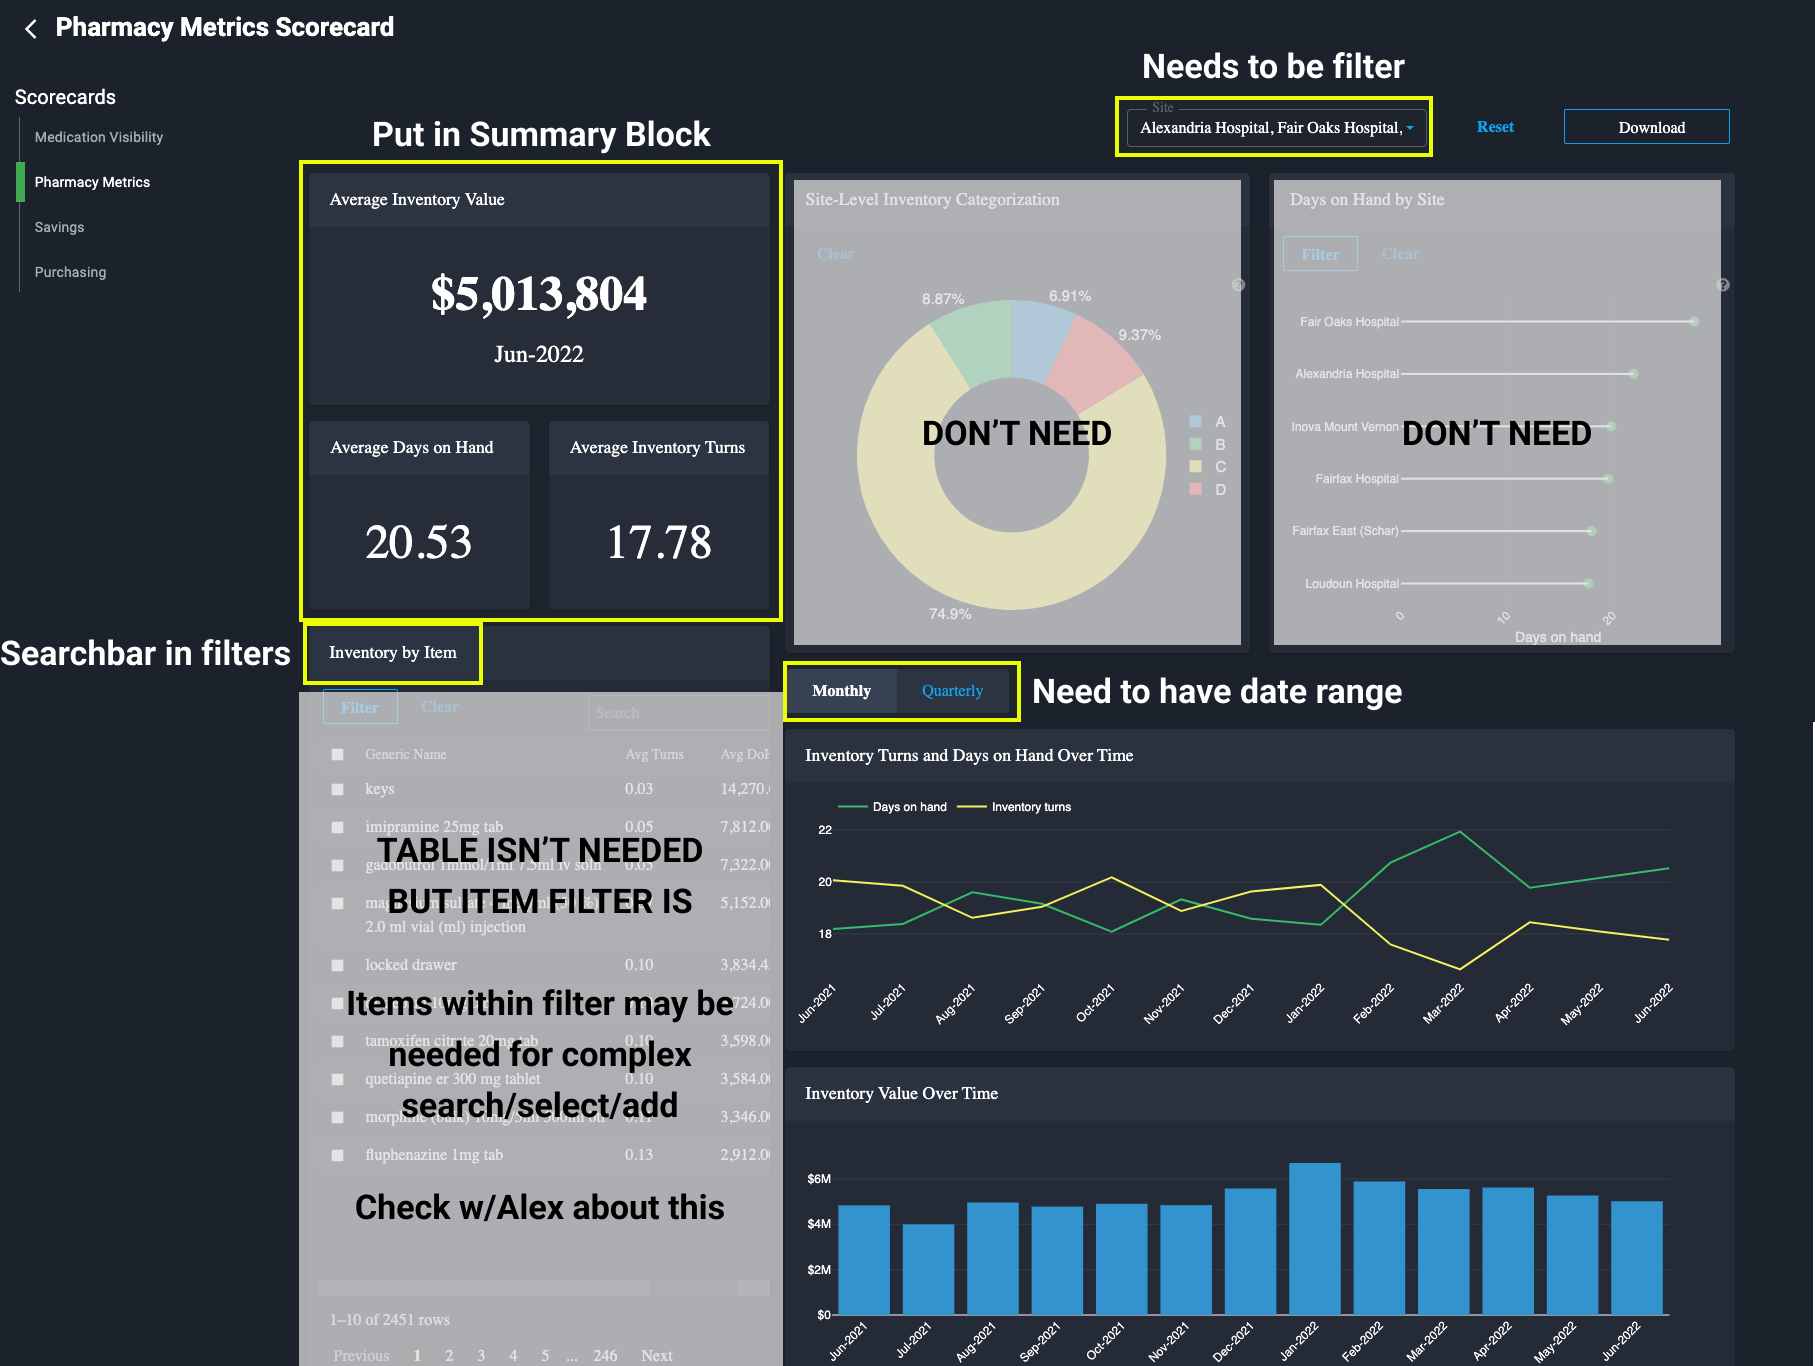 Pharmacy Metrics Scorecard
Needs to be filter
Scorecards
Medication Visibility
Pharmacy Metrics
Savings
Purchasing
Put in Summary Block
Site
Alexandria Hospital, Fair Oaks Hospital,
Reset
Download
Average Inventory Value
$5,013,804
Jun-2022
Average Days on Hand
20.53
Average Inventory Turns
17.78
Site-Level Inventory Categorization
Clear
8.87%
6.91%
9.37%
74.9%
A
B
C
D
DON’T NEED
Days on Hand by Site
Filter
Clear
Fair Oaks Hospital
Alexandria Hospital
Inova Mount Vernon
Fairfax Hospital
Fairfax East (Schar)
Loudoun Hospital
0
10
20
Days on hand
DON’T NEED
Searchbar in filters
Inventory by Item
Filter
Clear
Search
Generic Name Avg Turns Avg DoH
keys 0.03 14,270.
imipramine 25mg tab 0.05 7,812.00
TABLE ISN’T NEEDED
gadobutrol 1mmol/1ml 7.5ml iv soln 0.05 7,322.00
BUT ITEM FILTER IS
magnesium sulfate 5,152.00
2.0 ml vial (ml) injection
locked drawer 0.10 3,834.4
Items within filter may be
724.00
tamoxifen citrate 20mg tab 0.10 3,598.00
needed for complex
quetiapine er 300 mg tablet 0.10 3,584.00
search/select/add
morphine (bulk) 10mg/5ml 500ml btl 0.11 3,346.00
fluphenazine 1mg tab 0.13 2,912.00
Check w/Alex about this
1–10 of 2451 rows
Previous 1 2 3 4 5 ... 246 Next
Monthly
Quarterly
Need to have date range
Inventory Turns and Days on Hand Over Time
Days on hand
Inventory turns
22
20
18
Jun-2021
Jul-2021
Aug-2021
Sep-2021
Oct-2021
Nov-2021
Dec-2021
Jan-2022
Feb-2022
Mar-2022
Apr-2022
May-2022
Jun-2022
Inventory Value Over Time
$6M
$4M
$2M
$0
Jun-2021
Jul-2021
Aug-2021
Sep-2021
Oct-2021
Nov-2021
Dec-2021
Jan-2022
Feb-2022
Mar-2022
Apr-2022
May-2022
Jun-2022